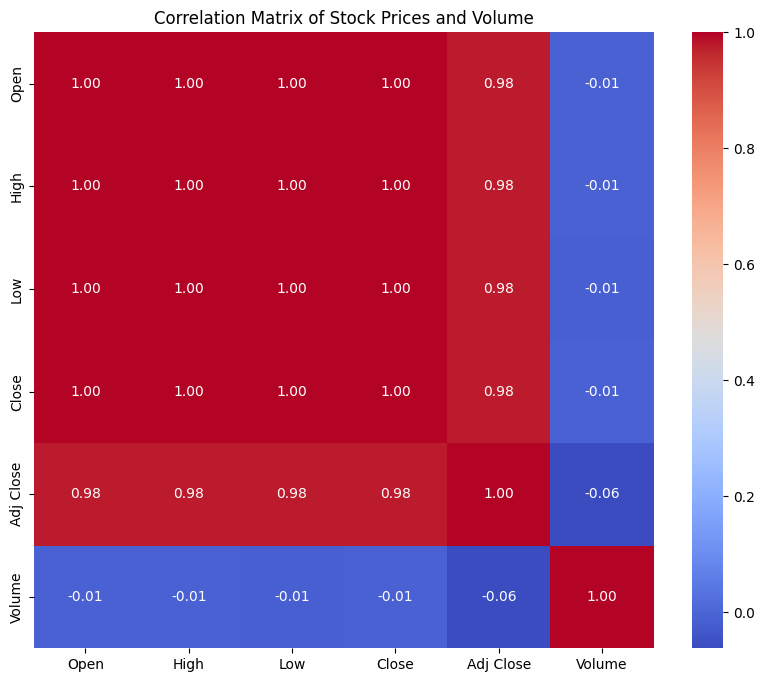 Correlation Matrix of Stock Prices and Volume
Open 1.00 1.00 1.00 1.00 0.98 -0.01
High 1.00 1.00 1.00 1.00 0.98 -0.01
Low 1.00 1.00 1.00 1.00 0.98 -0.01
Close 1.00 1.00 1.00 1.00 0.98 -0.01
Adj Close 0.98 0.98 0.98 0.98 1.00 -0.06
Volume -0.01 -0.01 -0.01 -0.01 -0.06 1.00
Open High Low Close Adj Close Volume
1.0
0.8
0.6
0.4
0.2
0.0